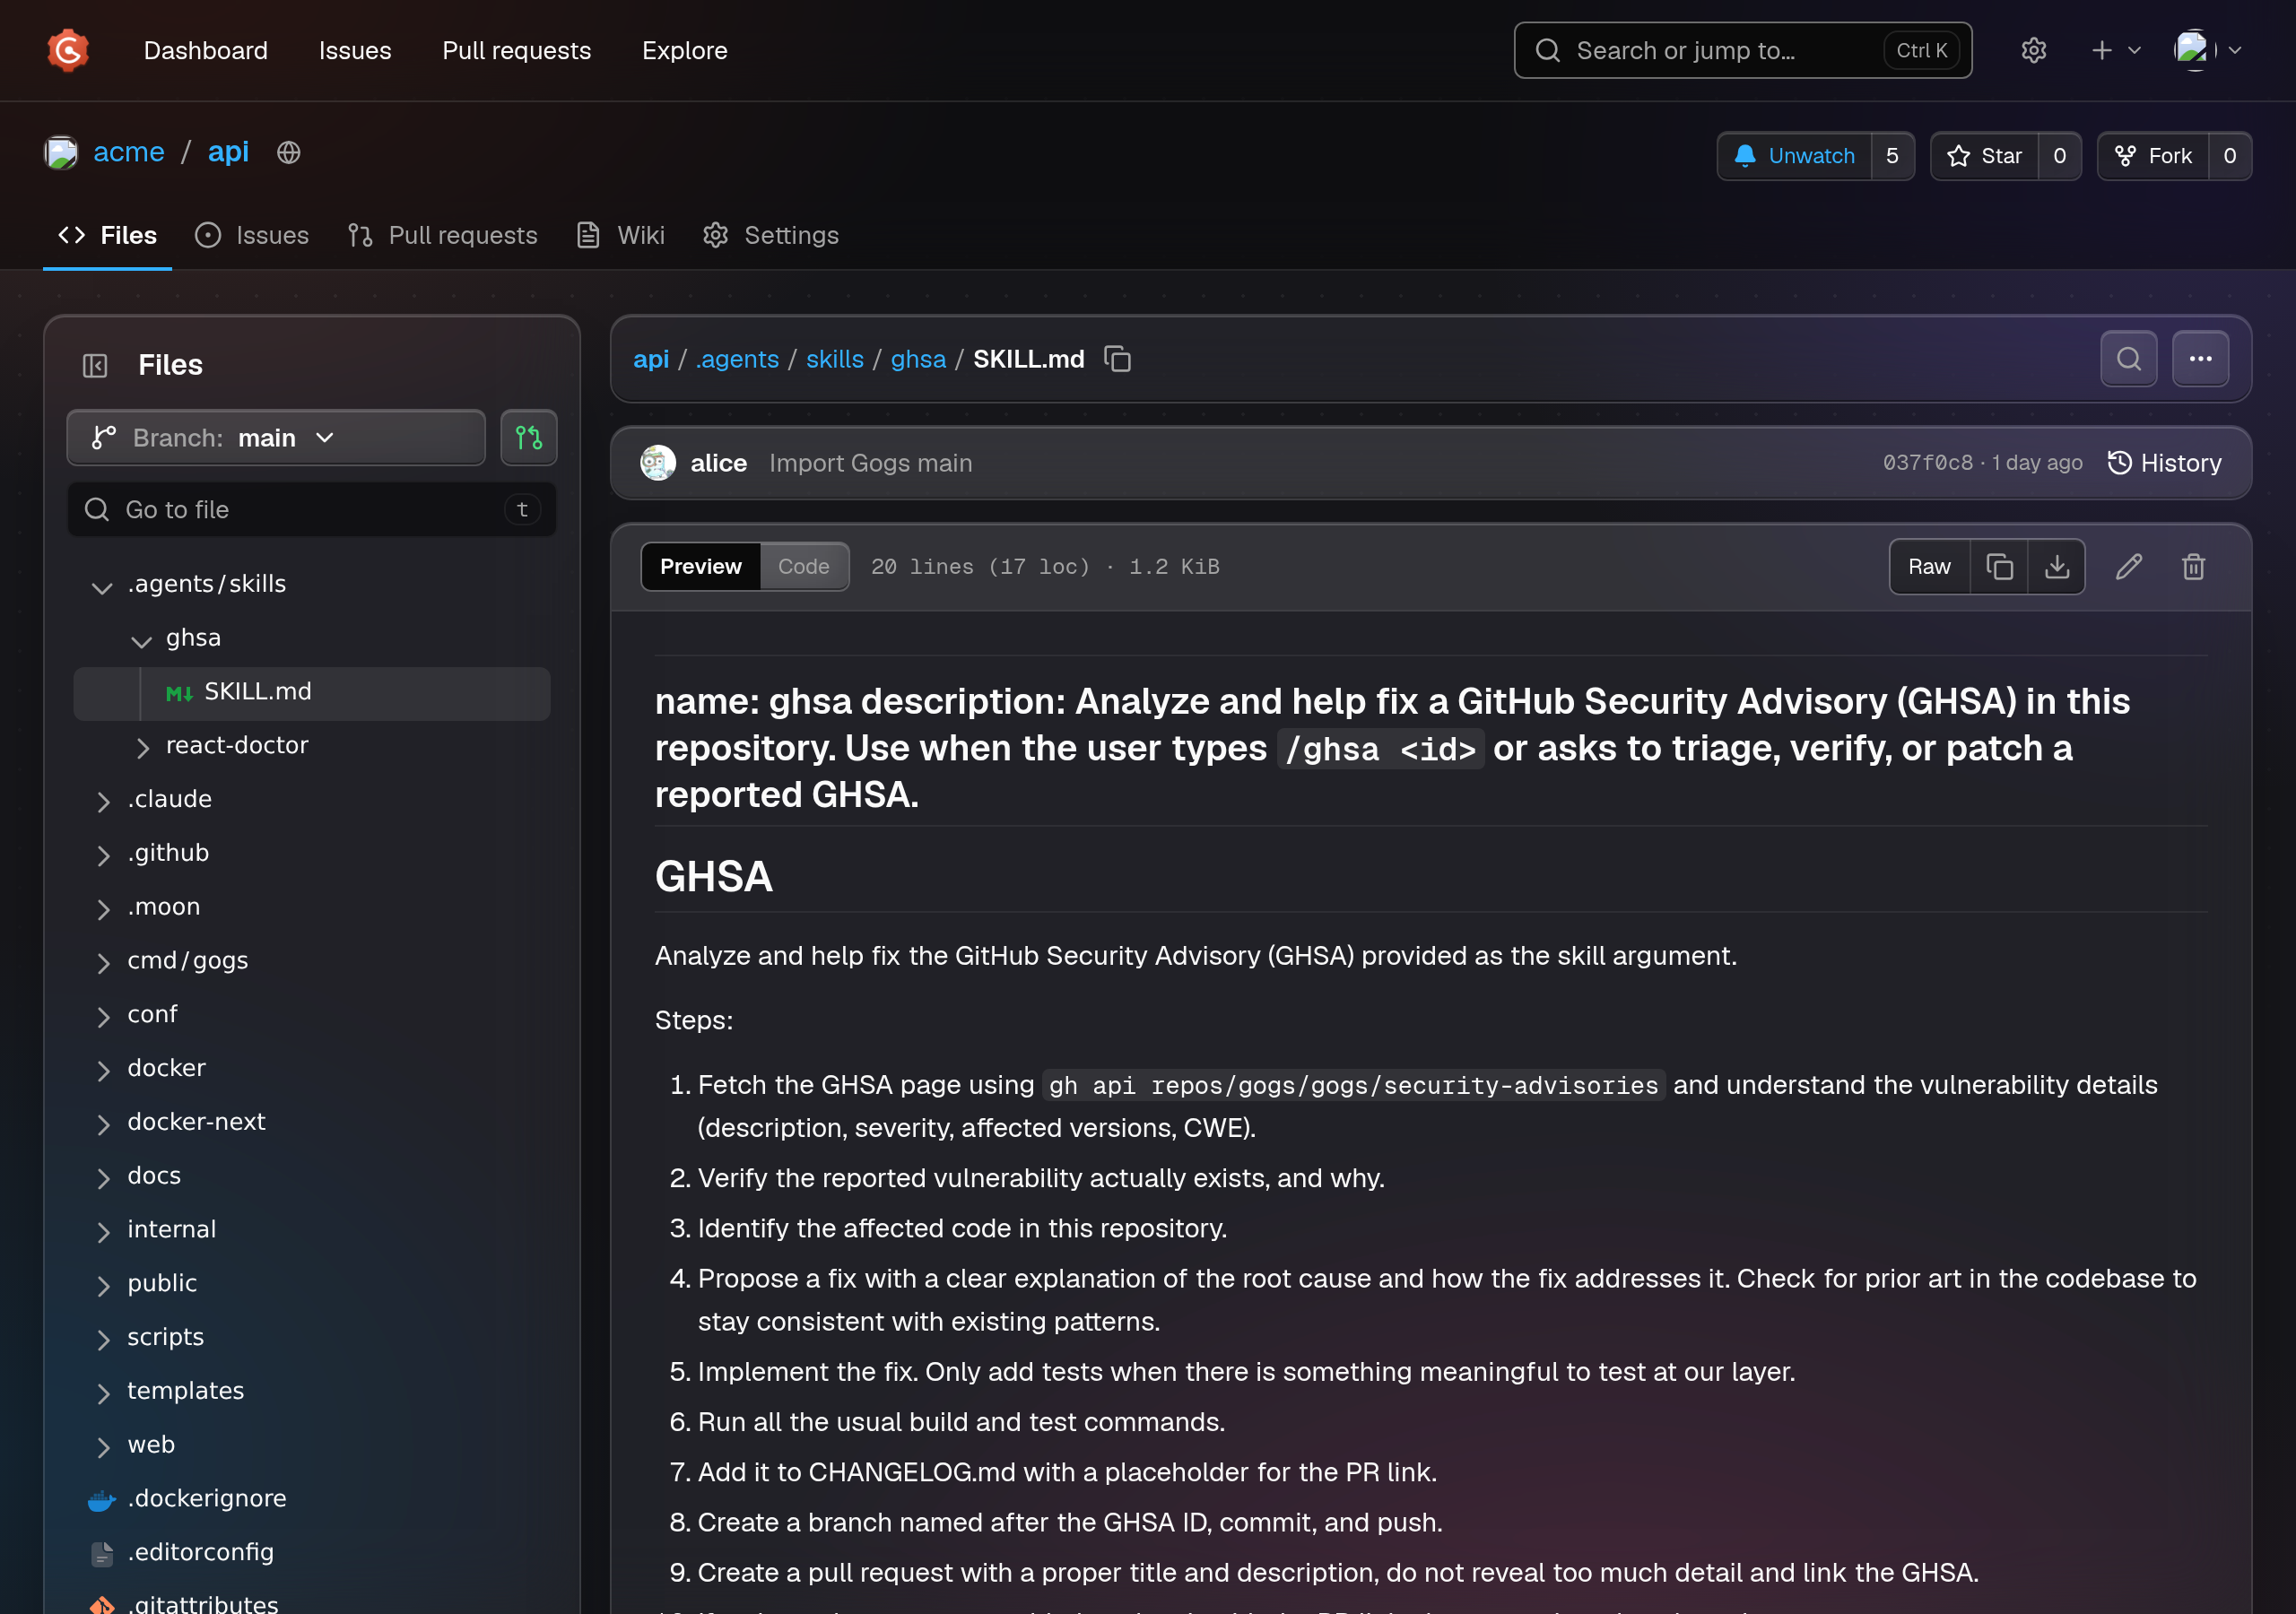 Dashboard Issues Pull requests Explore Search or jump to... Ctrl K
acme / api Unwatch 5 Star 0 Fork 0
Files Issues Pull requests Wiki Settings
Files
Branch: main
Go to file t
.agents/skills
ghsa
SKILL.md
react-doctor
.claude
.github
.moon
cmd/gogs
conf
docker
docker-next
docs
internal
public
scripts
templates
web
.dockerignore
.editorconfig
.gitattributes
api / .agents / skills / ghsa / SKILL.md
alice Import Gogs main 037f0c8 · 1 day ago History
Preview Code 20 lines (17 loc) · 1.2 KiB Raw
name: ghsa description: Analyze and help fix a GitHub Security Advisory (GHSA) in this
repository. Use when the user types /ghsa <id> or asks to triage, verify, or patch a
reported GHSA.
GHSA
Analyze and help fix the GitHub Security Advisory (GHSA) provided as the skill argument.
Steps:
1. Fetch the GHSA page using gh api repos/gogs/gogs/security-advisories and understand the vulnerability details
(description, severity, affected versions, CWE).
2. Verify the reported vulnerability actually exists, and why.
3. Identify the affected code in this repository.
4. Propose a fix with a clear explanation of the root cause and how the fix addresses it. Check for prior art in the codebase to
stay consistent with existing patterns.
5. Implement the fix. Only add tests when there is something meaningful to test at our layer.
6. Run all the usual build and test commands.
7. Add it to CHANGELOG.md with a placeholder for the PR link.
8. Create a branch named after the GHSA ID, commit, and push.
9. Create a pull request with a proper title and description, do not reveal too much detail and link the GHSA.